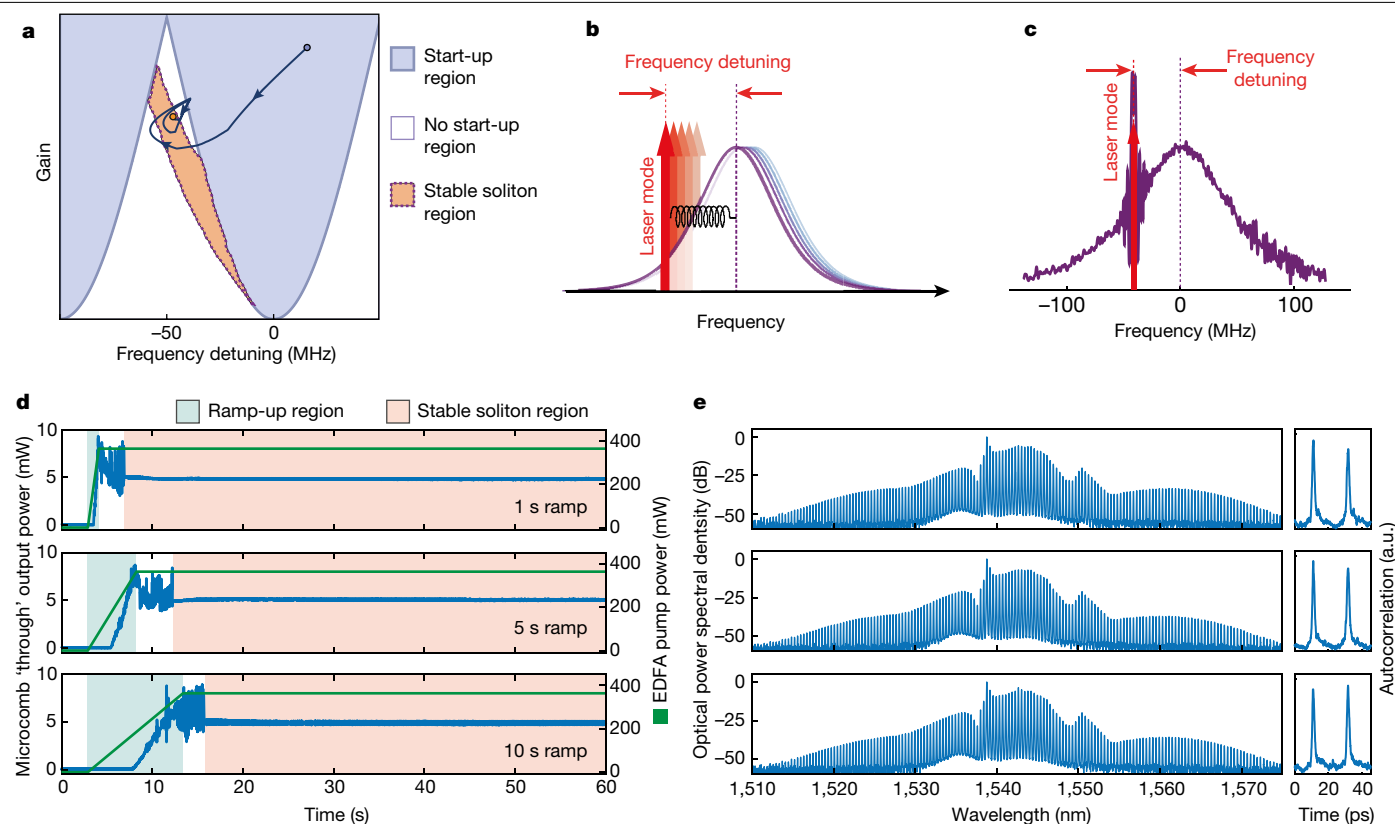 a
Gain
−50
0
Frequency detuning (MHz)
Start-up
region
No start-up
region
Stable soliton
region
b
Frequency detuning
Laser mode
Frequency
c
Frequency
detuning
Laser mode
−100
0
100
Frequency (MHz)
d
Ramp-up region
Stable soliton region
Microcomb ‘through’ output power (mW)
EDFA pump power (mW)
10
5
0
400
200
0
1 s ramp
10
5
0
400
200
0
5 s ramp
10
5
0
400
200
0
10 s ramp
0
10
20
30
40
50
60
Time (s)
e
Optical power spectral dentsity (dB)
0
−25
−50
0
−25
−50
0
−25
−50
1,510
1,520
1,530
1,540
1,550
1,560
1,570
Wavelength (nm)
Autocorrelation (a.u.)
0
20
40
Time (ps)